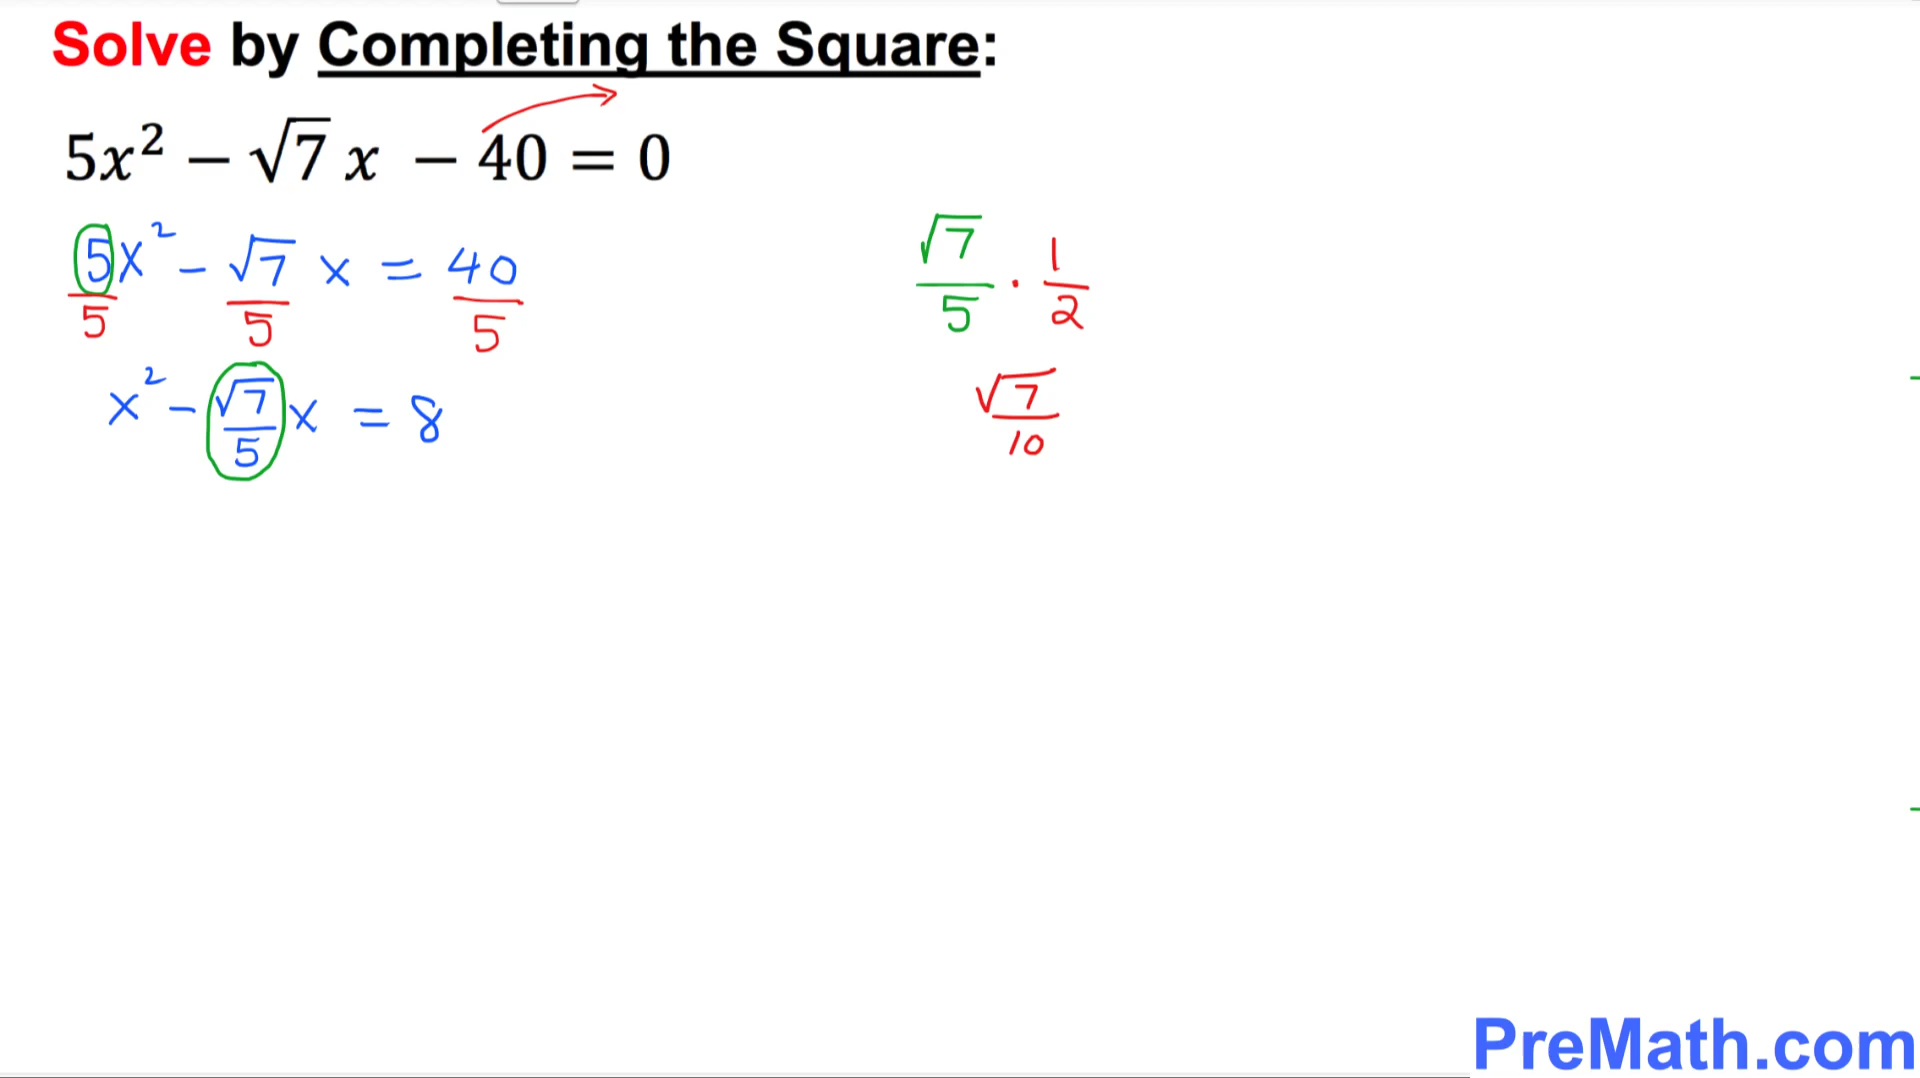 Solve by Completing the Square:
5x² − √7 x − 40 = 0
5x² − √7 x = 40
5 5 5
x² − √7/5 x = 8
√7/5 · 1/2
√7/10
PreMath.com